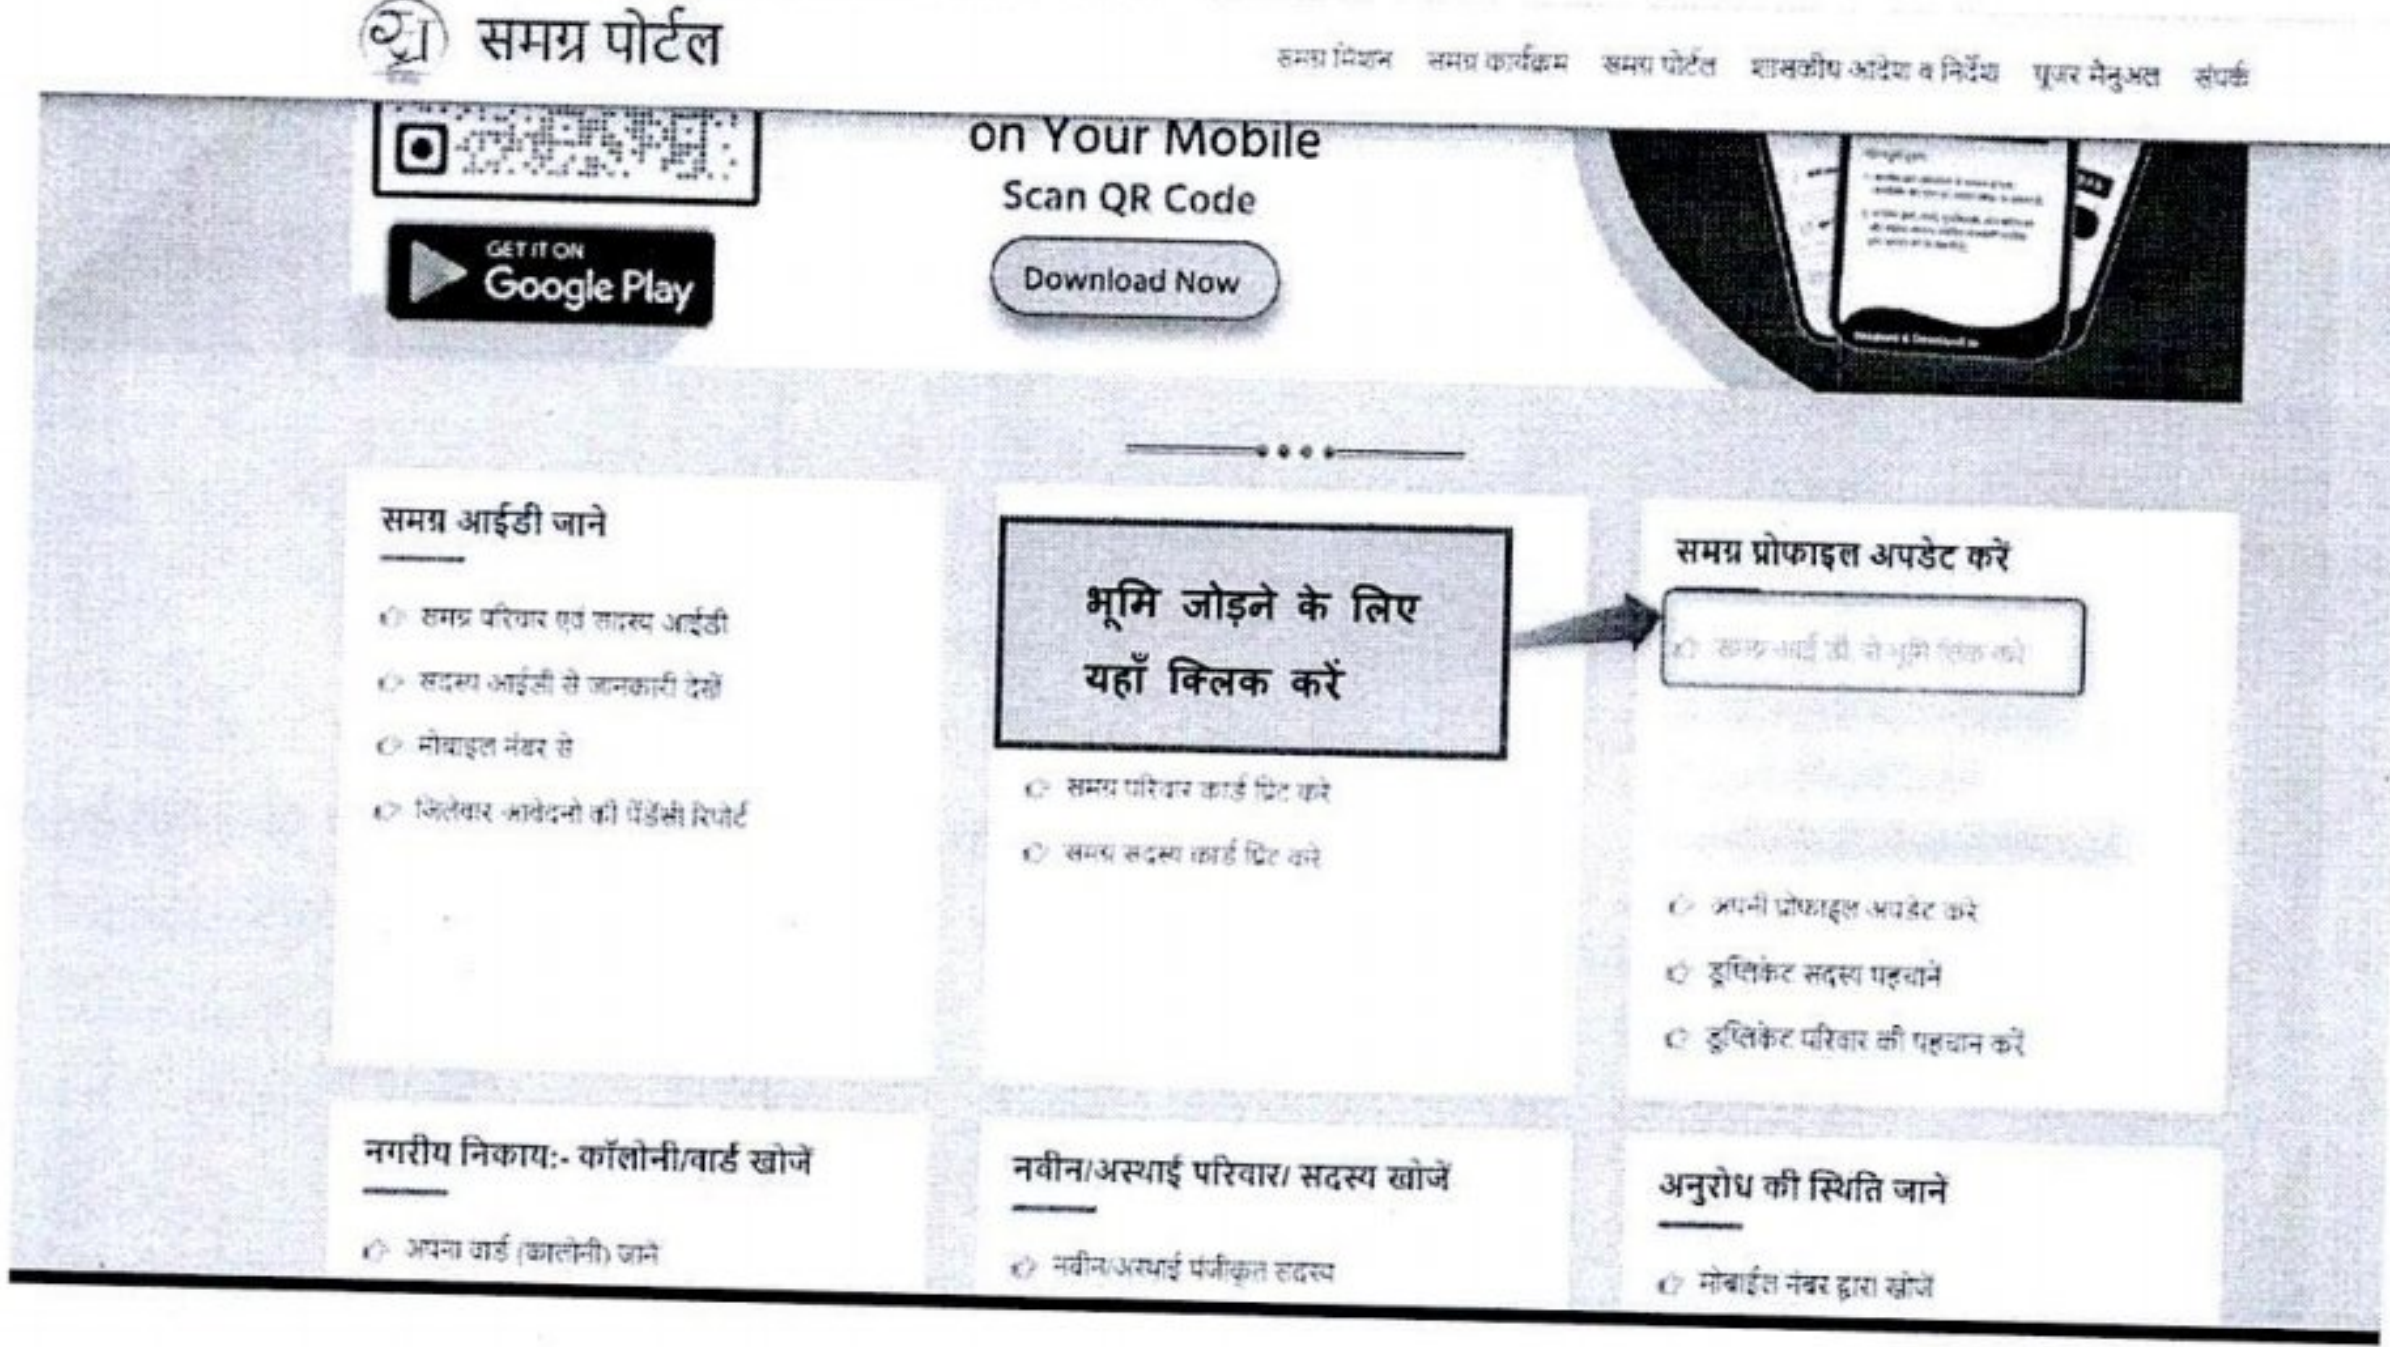 समग्र पोर्टल
समग्र मिशन समग्र कार्यक्रम समग्र पोर्टल शासकीय आदेश व निर्देश यूजर मैनुअल संपर्क
on Your Mobile
Scan QR Code
GET IT ON
Google Play
Download Now
समग्र आईडी जाने
समग्र परिवार एवं सदस्य आईडी
सदस्य आईडी से जानकारी देखें
मोबाइल नंबर से
जिलेवार आवेदनो की पेंडेंसी रिपोर्ट
भूमि जोड़ने के लिए
यहाँ क्लिक करें
समग्र परिवार कार्ड प्रिंट करे
समग्र सदस्य कार्ड प्रिंट करे
समग्र प्रोफाइल अपडेट करें
समग्र आई डी. से भूमि लिंक करे
अपनी प्रोफाइल अपडेट करे
डूप्लिकेट सदस्य पहचानें
डूप्लिकेट परिवार की पहचान करें
नगरीय निकाय:- कॉलोनी/वार्ड खोजें
अपना वार्ड (कालोनी) जाने
नवीन/अस्थाई परिवार/ सदस्य खोजें
नवीन/अस्थाई पंजीकृत सदस्य
अनुरोध की स्थिति जानें
मोबाईल नंबर द्वारा खोजें